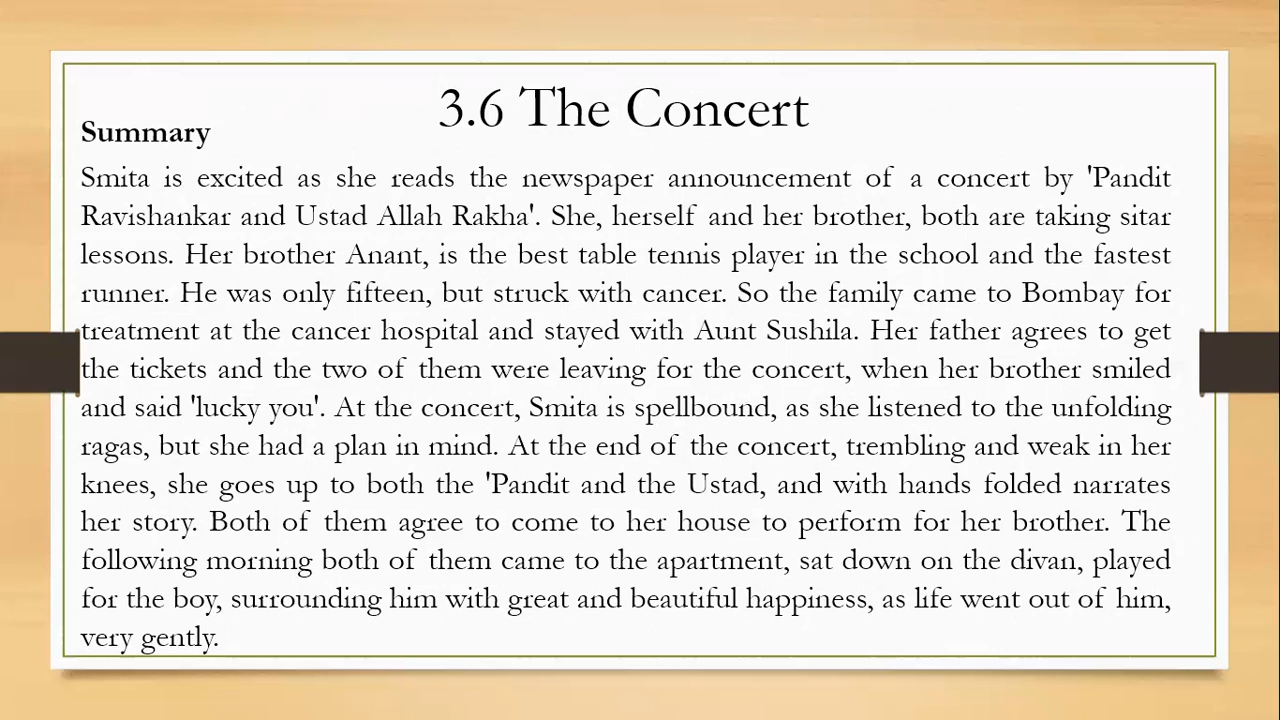 3.6 The Concert
Summary
Smita is excited as she reads the newspaper announcement of a concert by 'Pandit
Ravishankar and Ustad Allah Rakha'. She, herself and her brother, both are taking sitar
lessons. Her brother Anant, is the best table tennis player in the school and the fastest
runner. He was only fifteen, but struck with cancer. So the family came to Bombay for
treatment at the cancer hospital and stayed with Aunt Sushila. Her father agrees to get
the tickets and the two of them were leaving for the concert, when her brother smiled
and said 'lucky you'. At the concert, Smita is spellbound, as she listened to the unfolding
ragas, but she had a plan in mind. At the end of the concert, trembling and weak in her
knees, she goes up to both the 'Pandit and the Ustad, and with hands folded narrates
her story. Both of them agree to come to her house to perform for her brother. The
following morning both of them came to the apartment, sat down on the divan, played
for the boy, surrounding him with great and beautiful happiness, as life went out of him,
very gently.